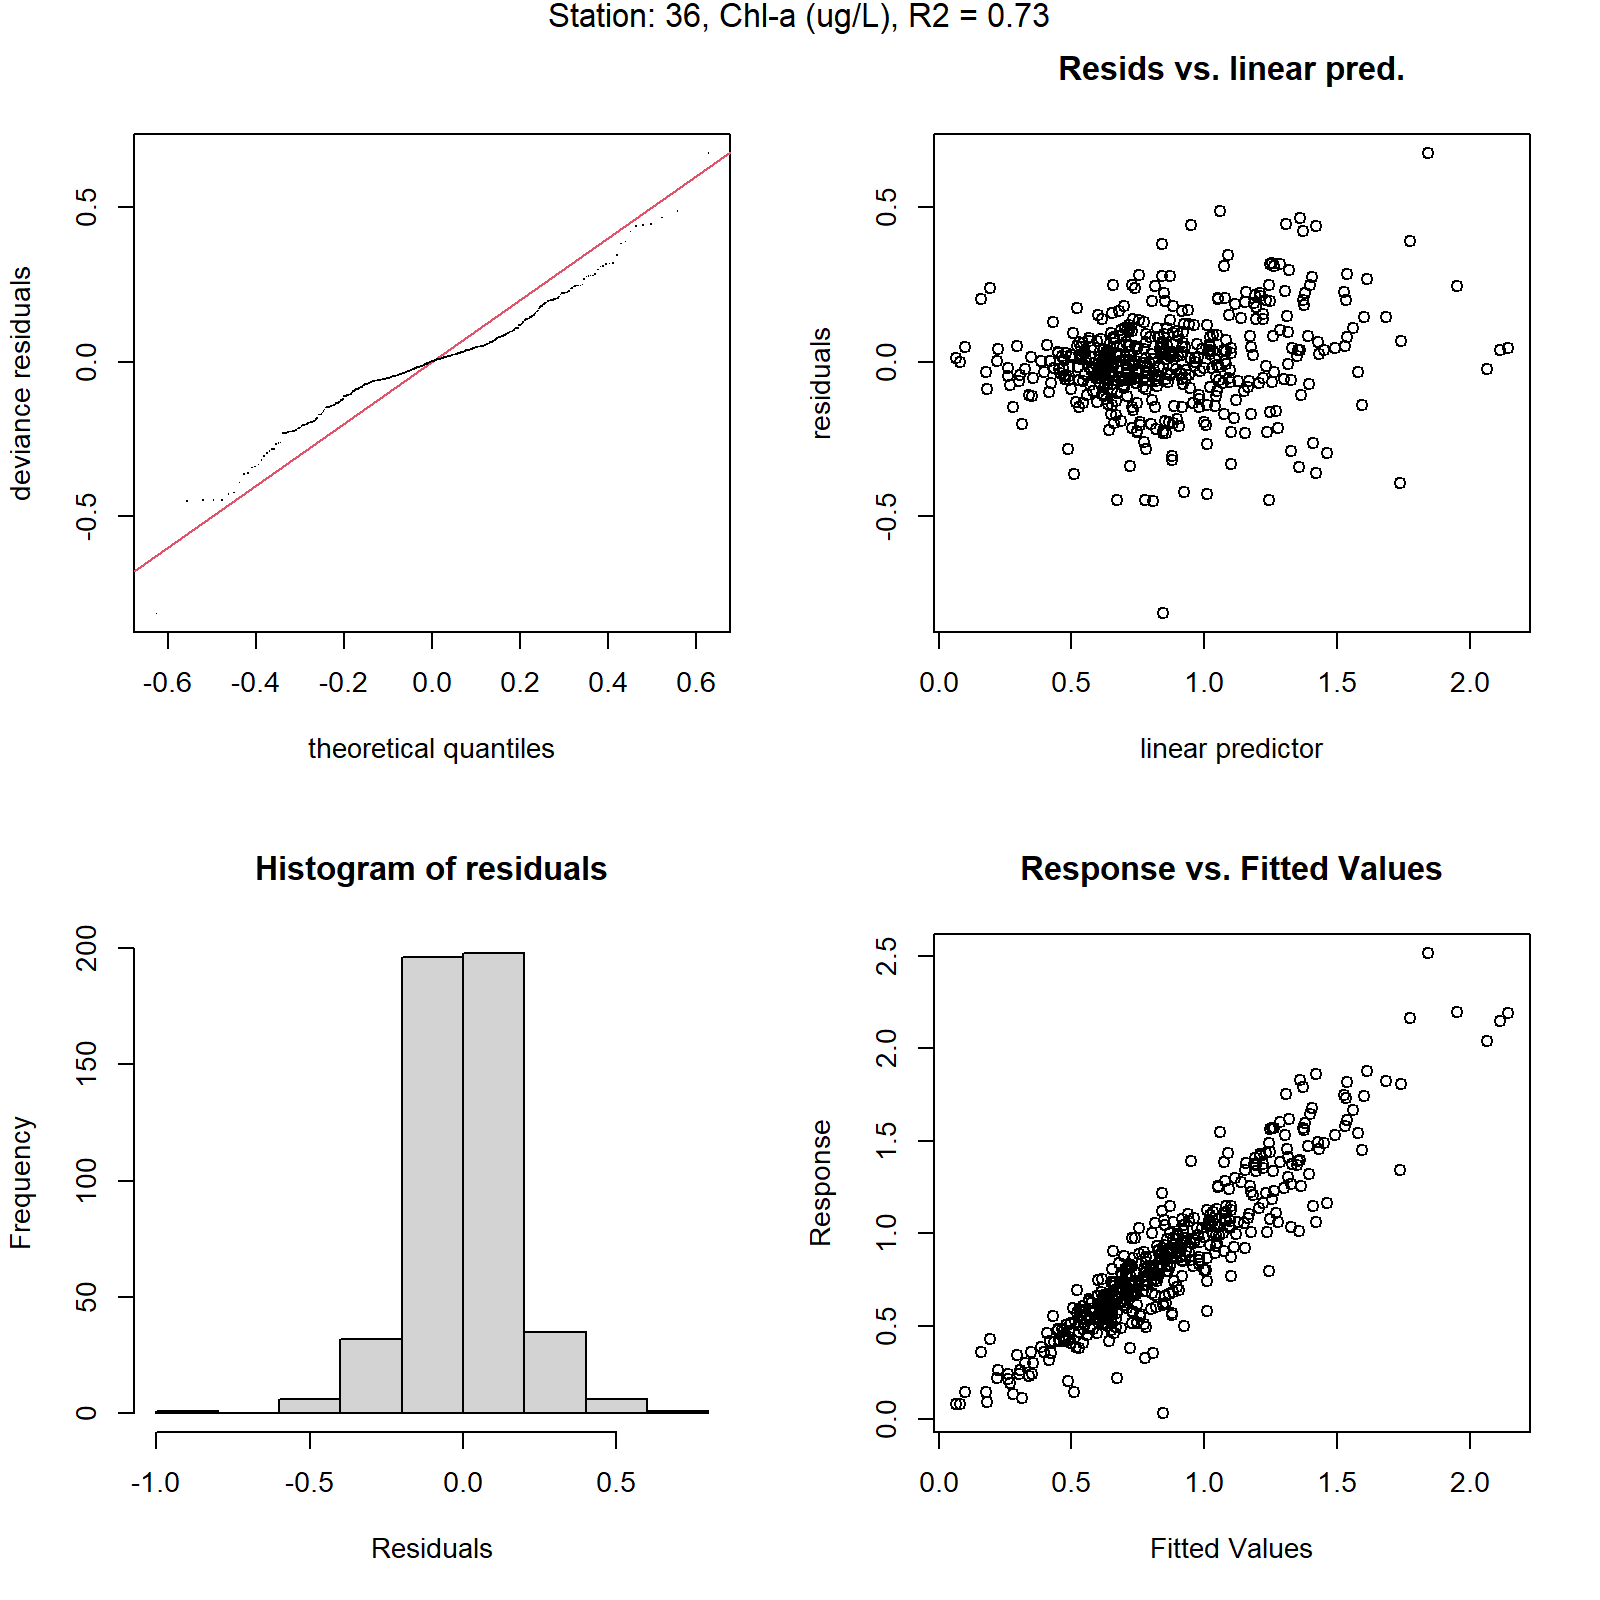 Station: 36, Chl-a (ug/L), R2 = 0.73
deviance residuals
0.5
0.0
-0.5
-0.6 -0.4 -0.2 0.0 0.2 0.4 0.6
theoretical quantiles
Resids vs. linear pred.
residuals
0.5
0.0
-0.5
0.0 0.5 1.0 1.5 2.0
linear predictor
Histogram of residuals
Frequency
200
150
100
50
0
-1.0 -0.5 0.0 0.5
Residuals
Response vs. Fitted Values
Response
2.5
2.0
1.5
1.0
0.5
0.0
0.0 0.5 1.0 1.5 2.0
Fitted Values